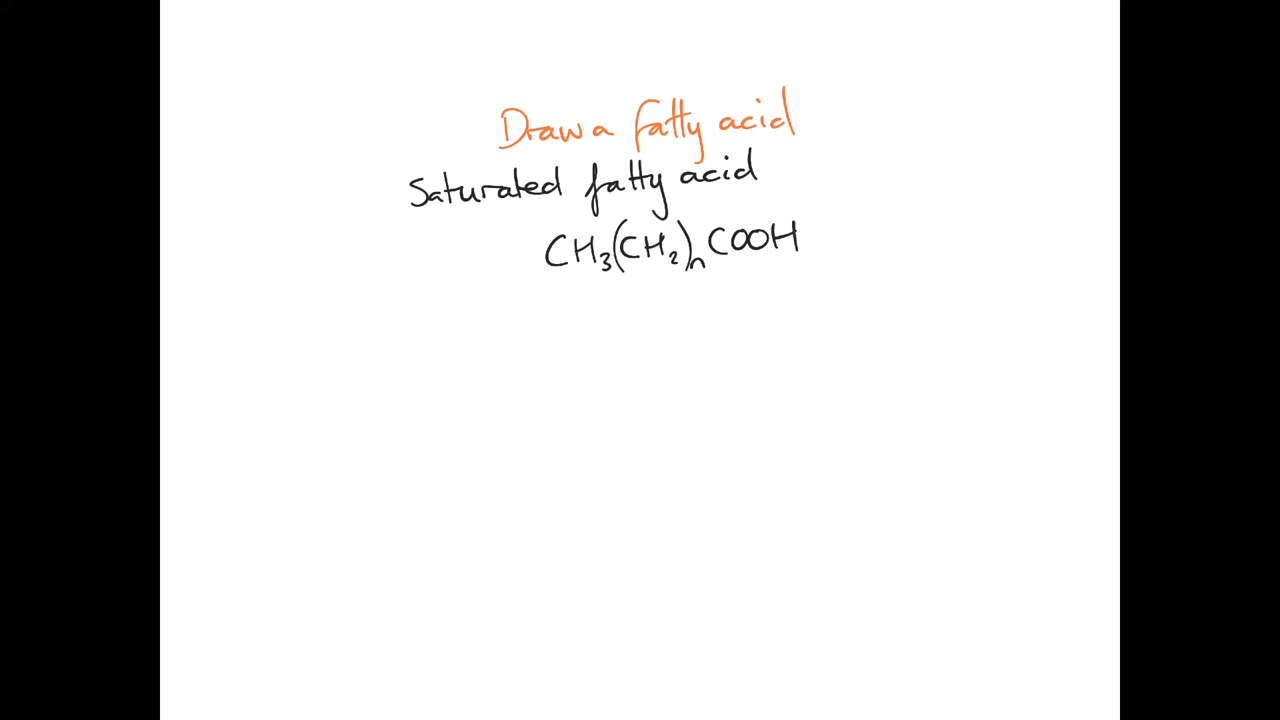 Draw a fatty acid
Saturated fatty acid
CH₃(CH₂)ₙCOOH